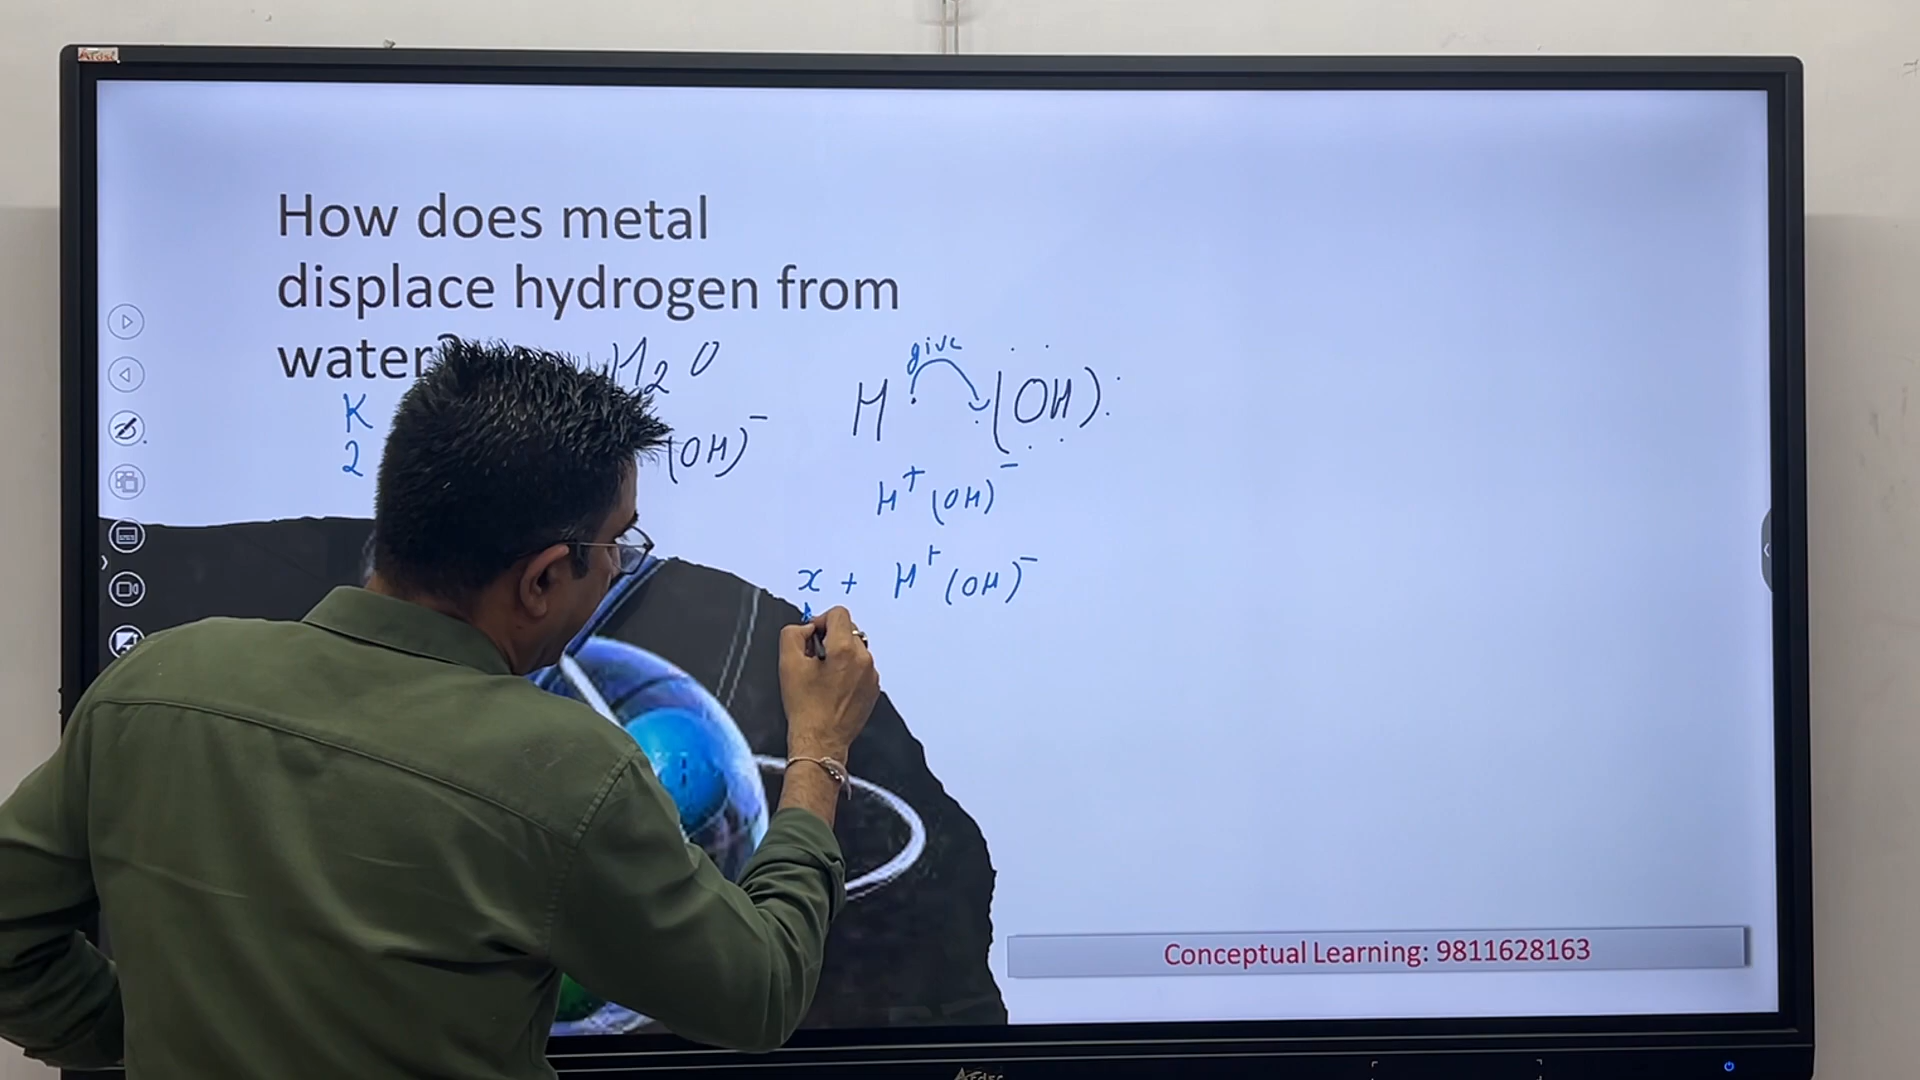 How does metal
displace hydrogen from
water?
H₂O
K
2
(OH)⁻
give
H (OH)
H⁺(OH)⁻
x + H⁺(OH)⁻
Conceptual Learning: 9811628163